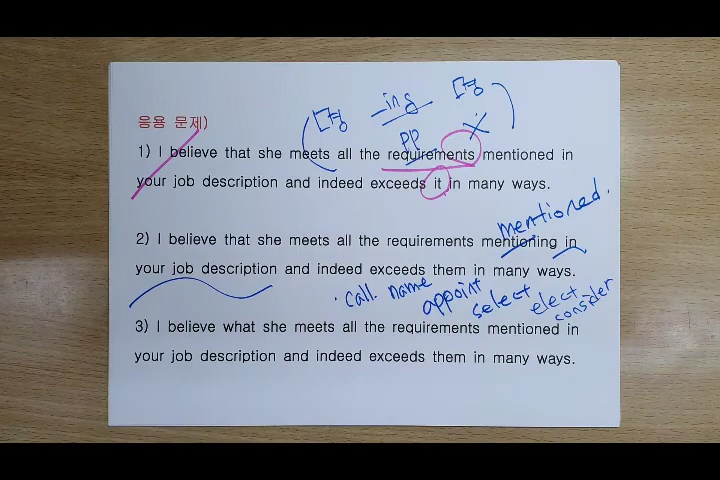 명 _ing 명
PP X
응용 문제)
1) I believe that she meets all the requirements mentioned in
your job description and indeed exceeds it in many ways.
mentioned.
2) I believe that she meets all the requirements mentioning in
your job description and indeed exceeds them in many ways.
· call. name appoint select elect consider
3) I believe what she meets all the requirements mentioned in
your job description and indeed exceeds them in many ways.